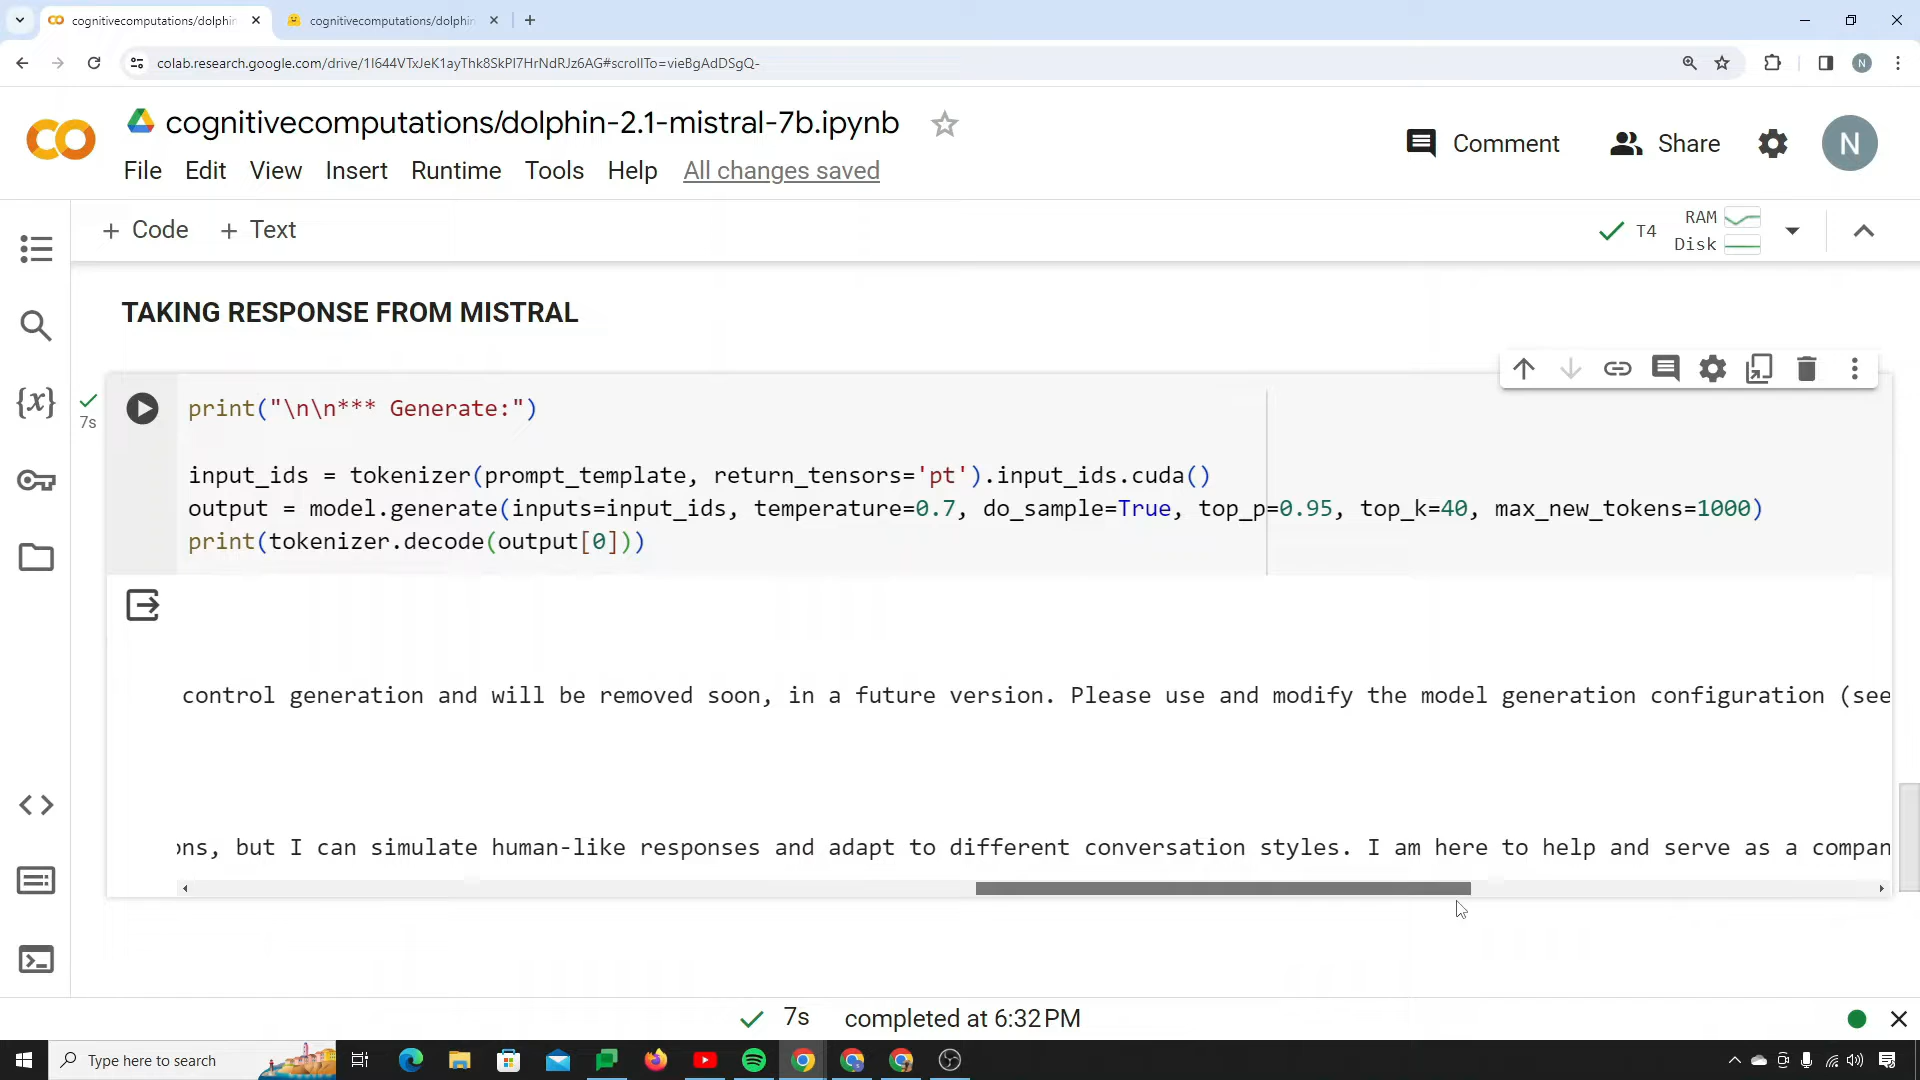 cognitivecomputations/dolphin
cognitivecomputations/dolphin
colab.research.google.com/drive/1I644VTxJeK1ayThk8SkPl7HrNdRJz6AG#scrollTo=vieBgAdDSgQ-
N
cognitivecomputations/dolphin-2.1-mistral-7b.ipynb
Comment
Share
N
File Edit View Insert Runtime Tools Help All changes saved
+ Code + Text
T4
RAM
Disk
TAKING RESPONSE FROM MISTRAL
7s
print("\n\n*** Generate:")
input_ids = tokenizer(prompt_template, return_tensors='pt').input_ids.cuda()
output = model.generate(inputs=input_ids, temperature=0.7, do_sample=True, top_p=0.95, top_k=40, max_new_tokens=1000)
print(tokenizer.decode(output[0]))
control generation and will be removed soon, in a future version. Please use and modify the model generation configuration (see
ons, but I can simulate human-like responses and adapt to different conversation styles. I am here to help and serve as a compan
7s completed at 6:32 PM
Type here to search